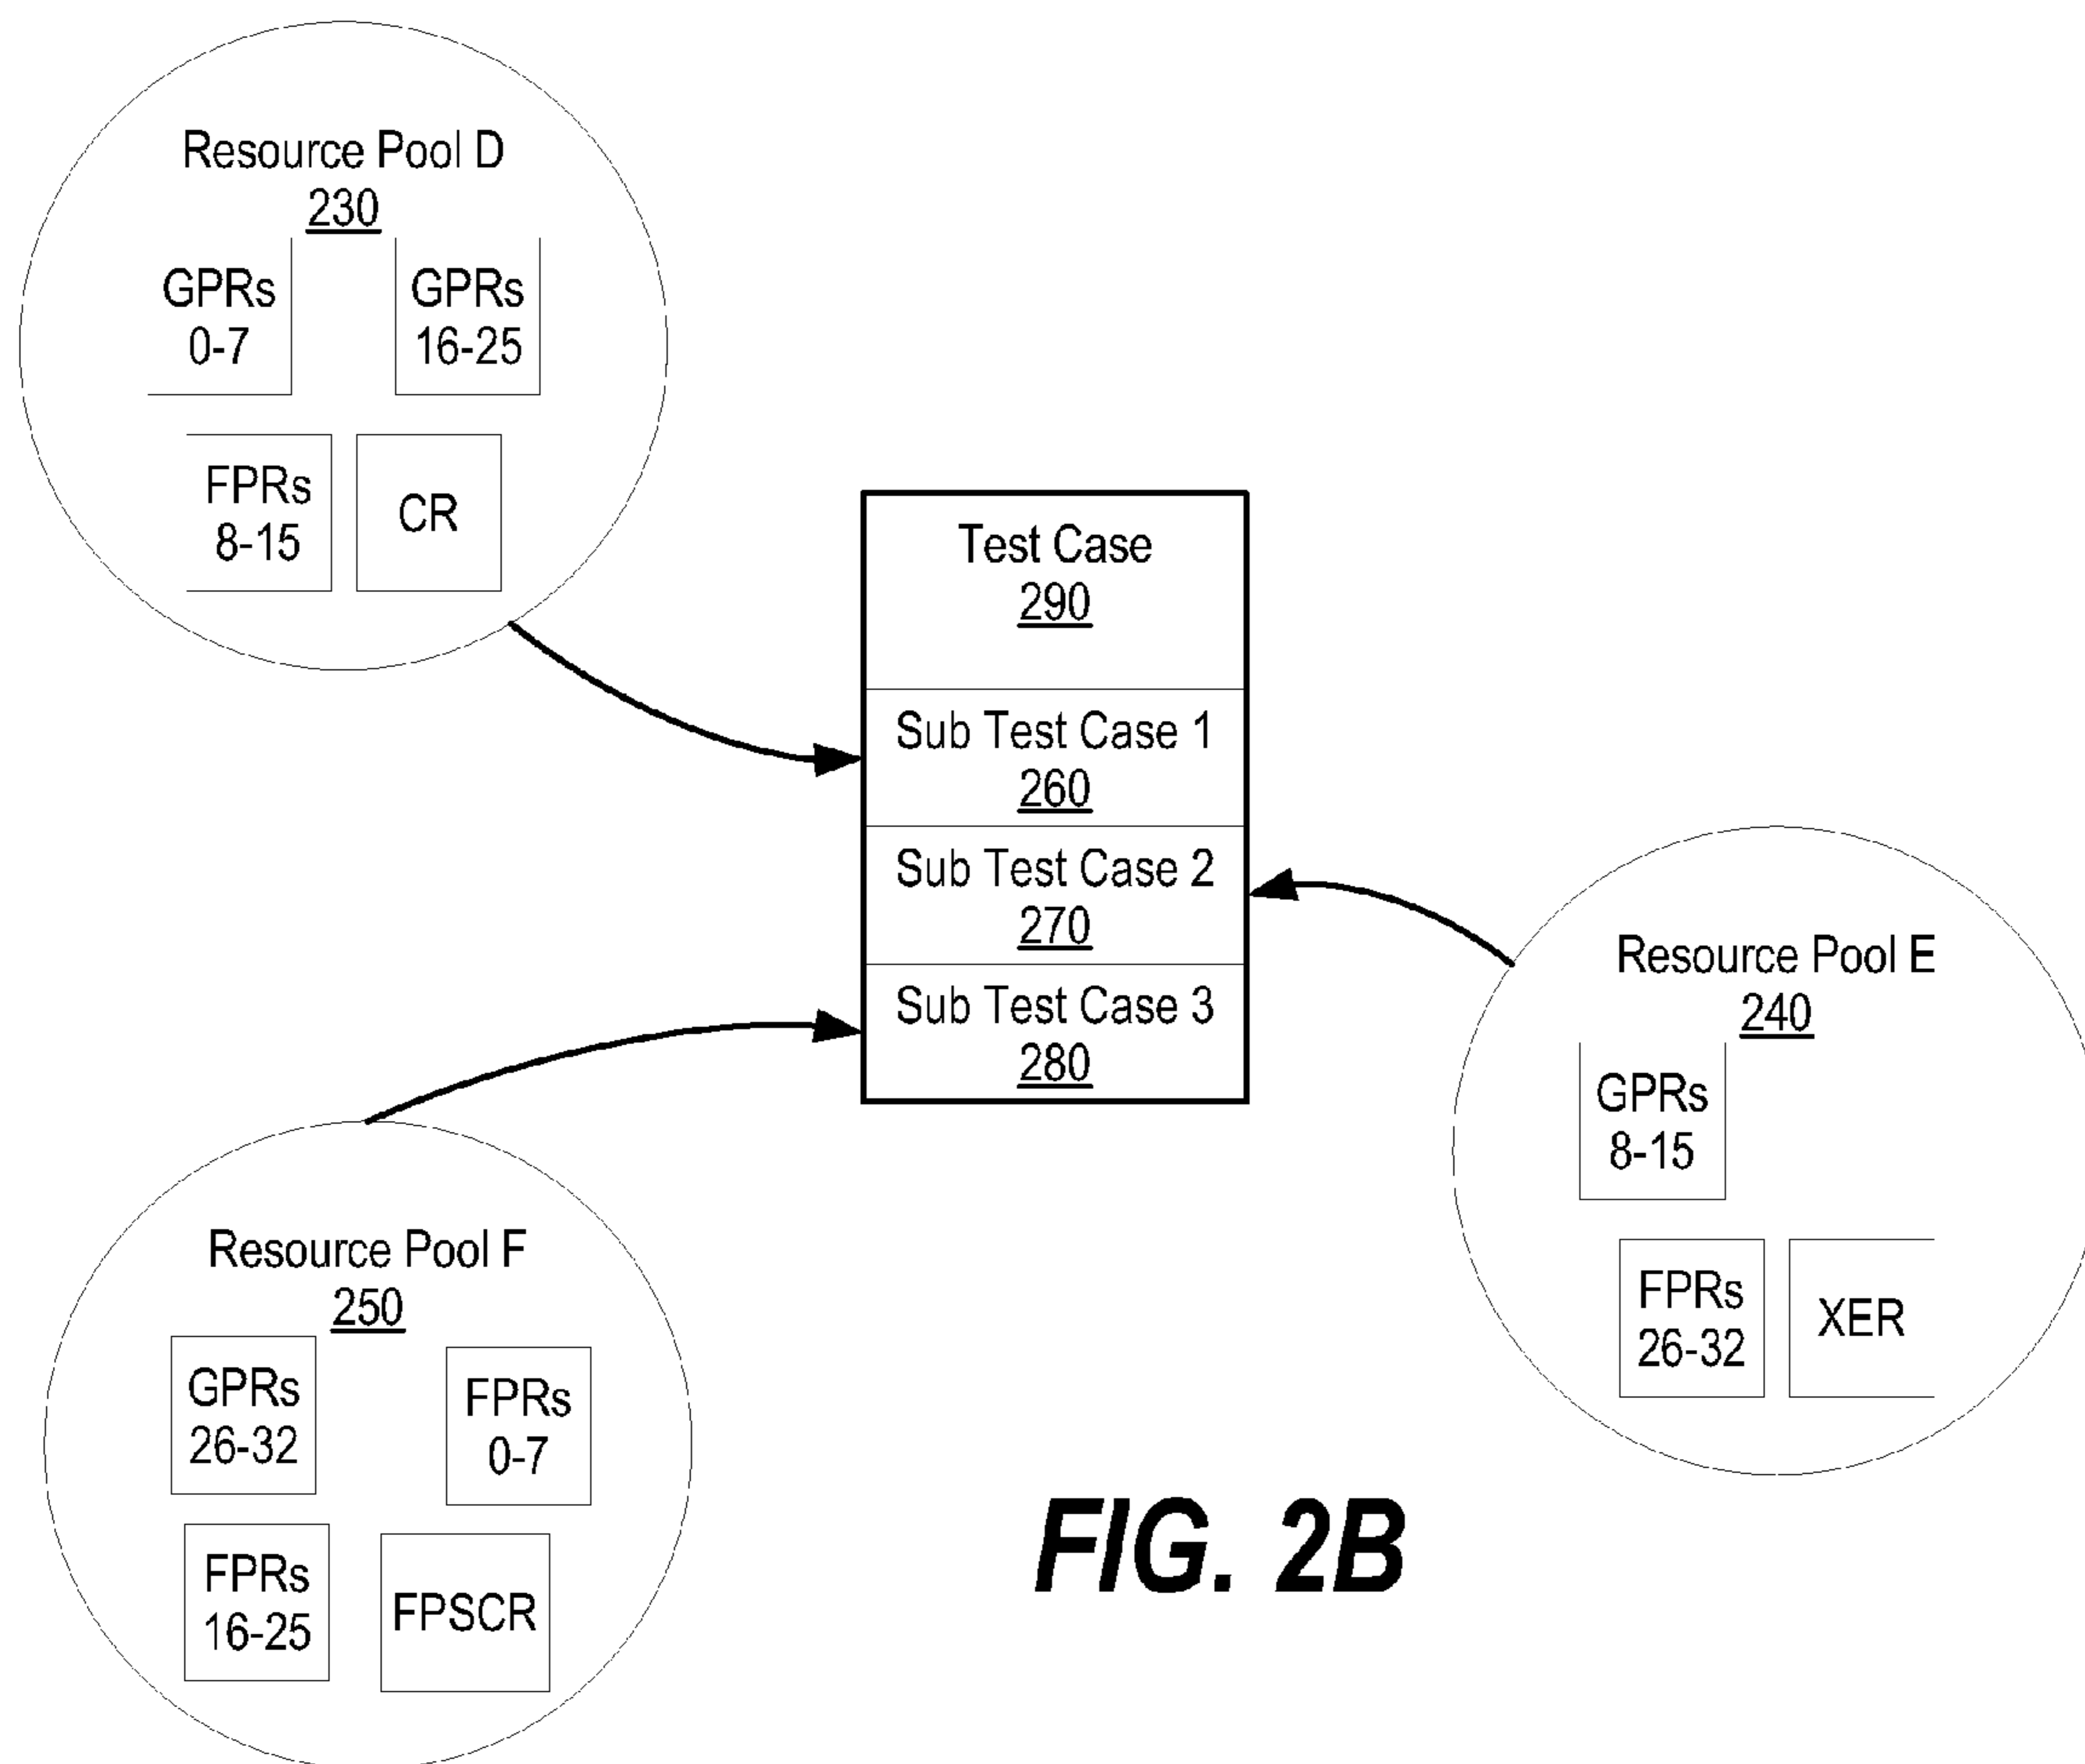 Resource Pool D
230
GPRs
0-7
GPRs
16-25
FPRs
8-15
CR
Test Case
290
Sub Test Case 1
260
Sub Test Case 2
270
Sub Test Case 3
280
Resource Pool E
240
GPRs
8-15
FPRs
26-32
XER
Resource Pool F
250
GPRs
26-32
FPRs
0-7
FPRs
16-25
FPSCR
FIG. 2B